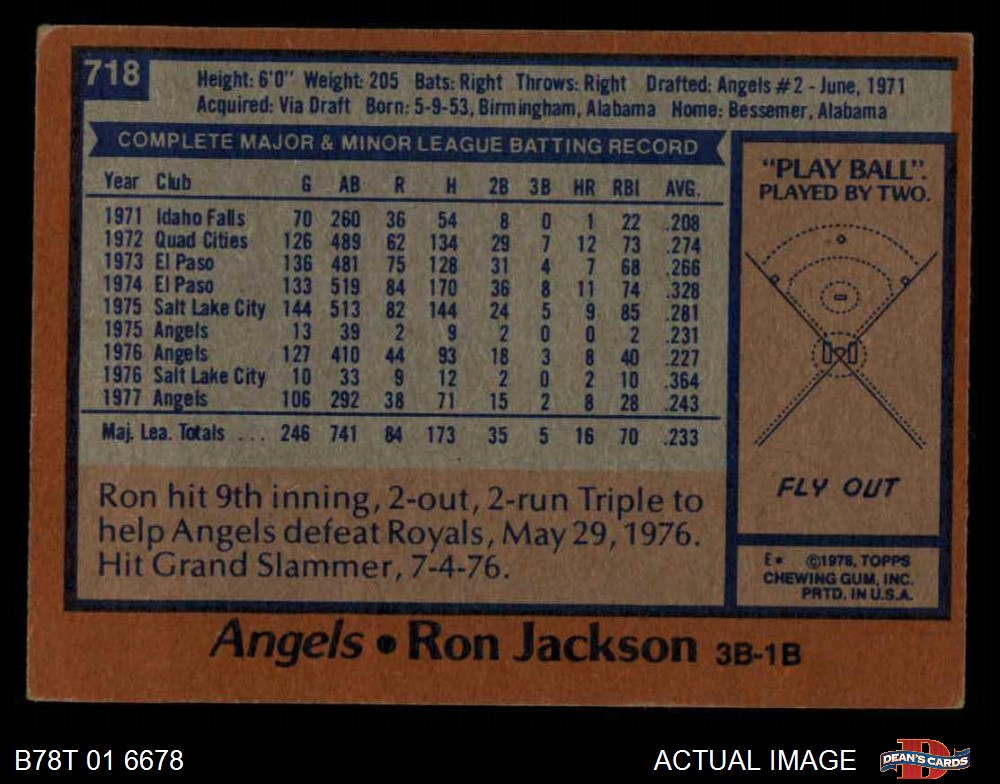 718
Height: 6'0" Weight: 205 Bats: Right Throws: Right Drafted: Angels #2 - June, 1971
Acquired: Via Draft Born: 5-9-53, Birmingham, Alabama Home: Bessemer, Alabama
COMPLETE MAJOR & MINOR LEAGUE BATTING RECORD
Year Club G AB R H 2B 3B HR RBI AVG.
1971 Idaho Falls 70 260 36 54 8 0 1 22 .208
1972 Quad Cities 126 489 62 134 29 7 12 73 .274
1973 El Paso 136 481 75 128 31 4 7 68 .266
1974 El Paso 133 519 84 170 36 8 11 74 .328
1975 Salt Lake City 144 513 82 144 24 5 9 85 .281
1975 Angels 13 39 2 9 2 0 0 2 .231
1976 Angels 127 410 44 93 18 3 8 40 .227
1976 Salt Lake City 10 33 9 12 2 0 2 10 .364
1977 Angels 106 292 38 71 15 2 8 28 .243
Maj. Lea. Totals ... 246 741 84 173 35 5 16 70 .233
Ron hit 9th inning, 2-out, 2-run Triple to
help Angels defeat Royals, May 29, 1976.
Hit Grand Slammer, 7-4-76.
"PLAY BALL".
PLAYED BY TWO.
FLY OUT
E* ©1978, TOPPS
CHEWING GUM, INC.
PRTD. IN U.S.A.
Angels • Ron Jackson 3B-1B
B78T 01 6678
ACTUAL IMAGE
DEAN'S CARDS